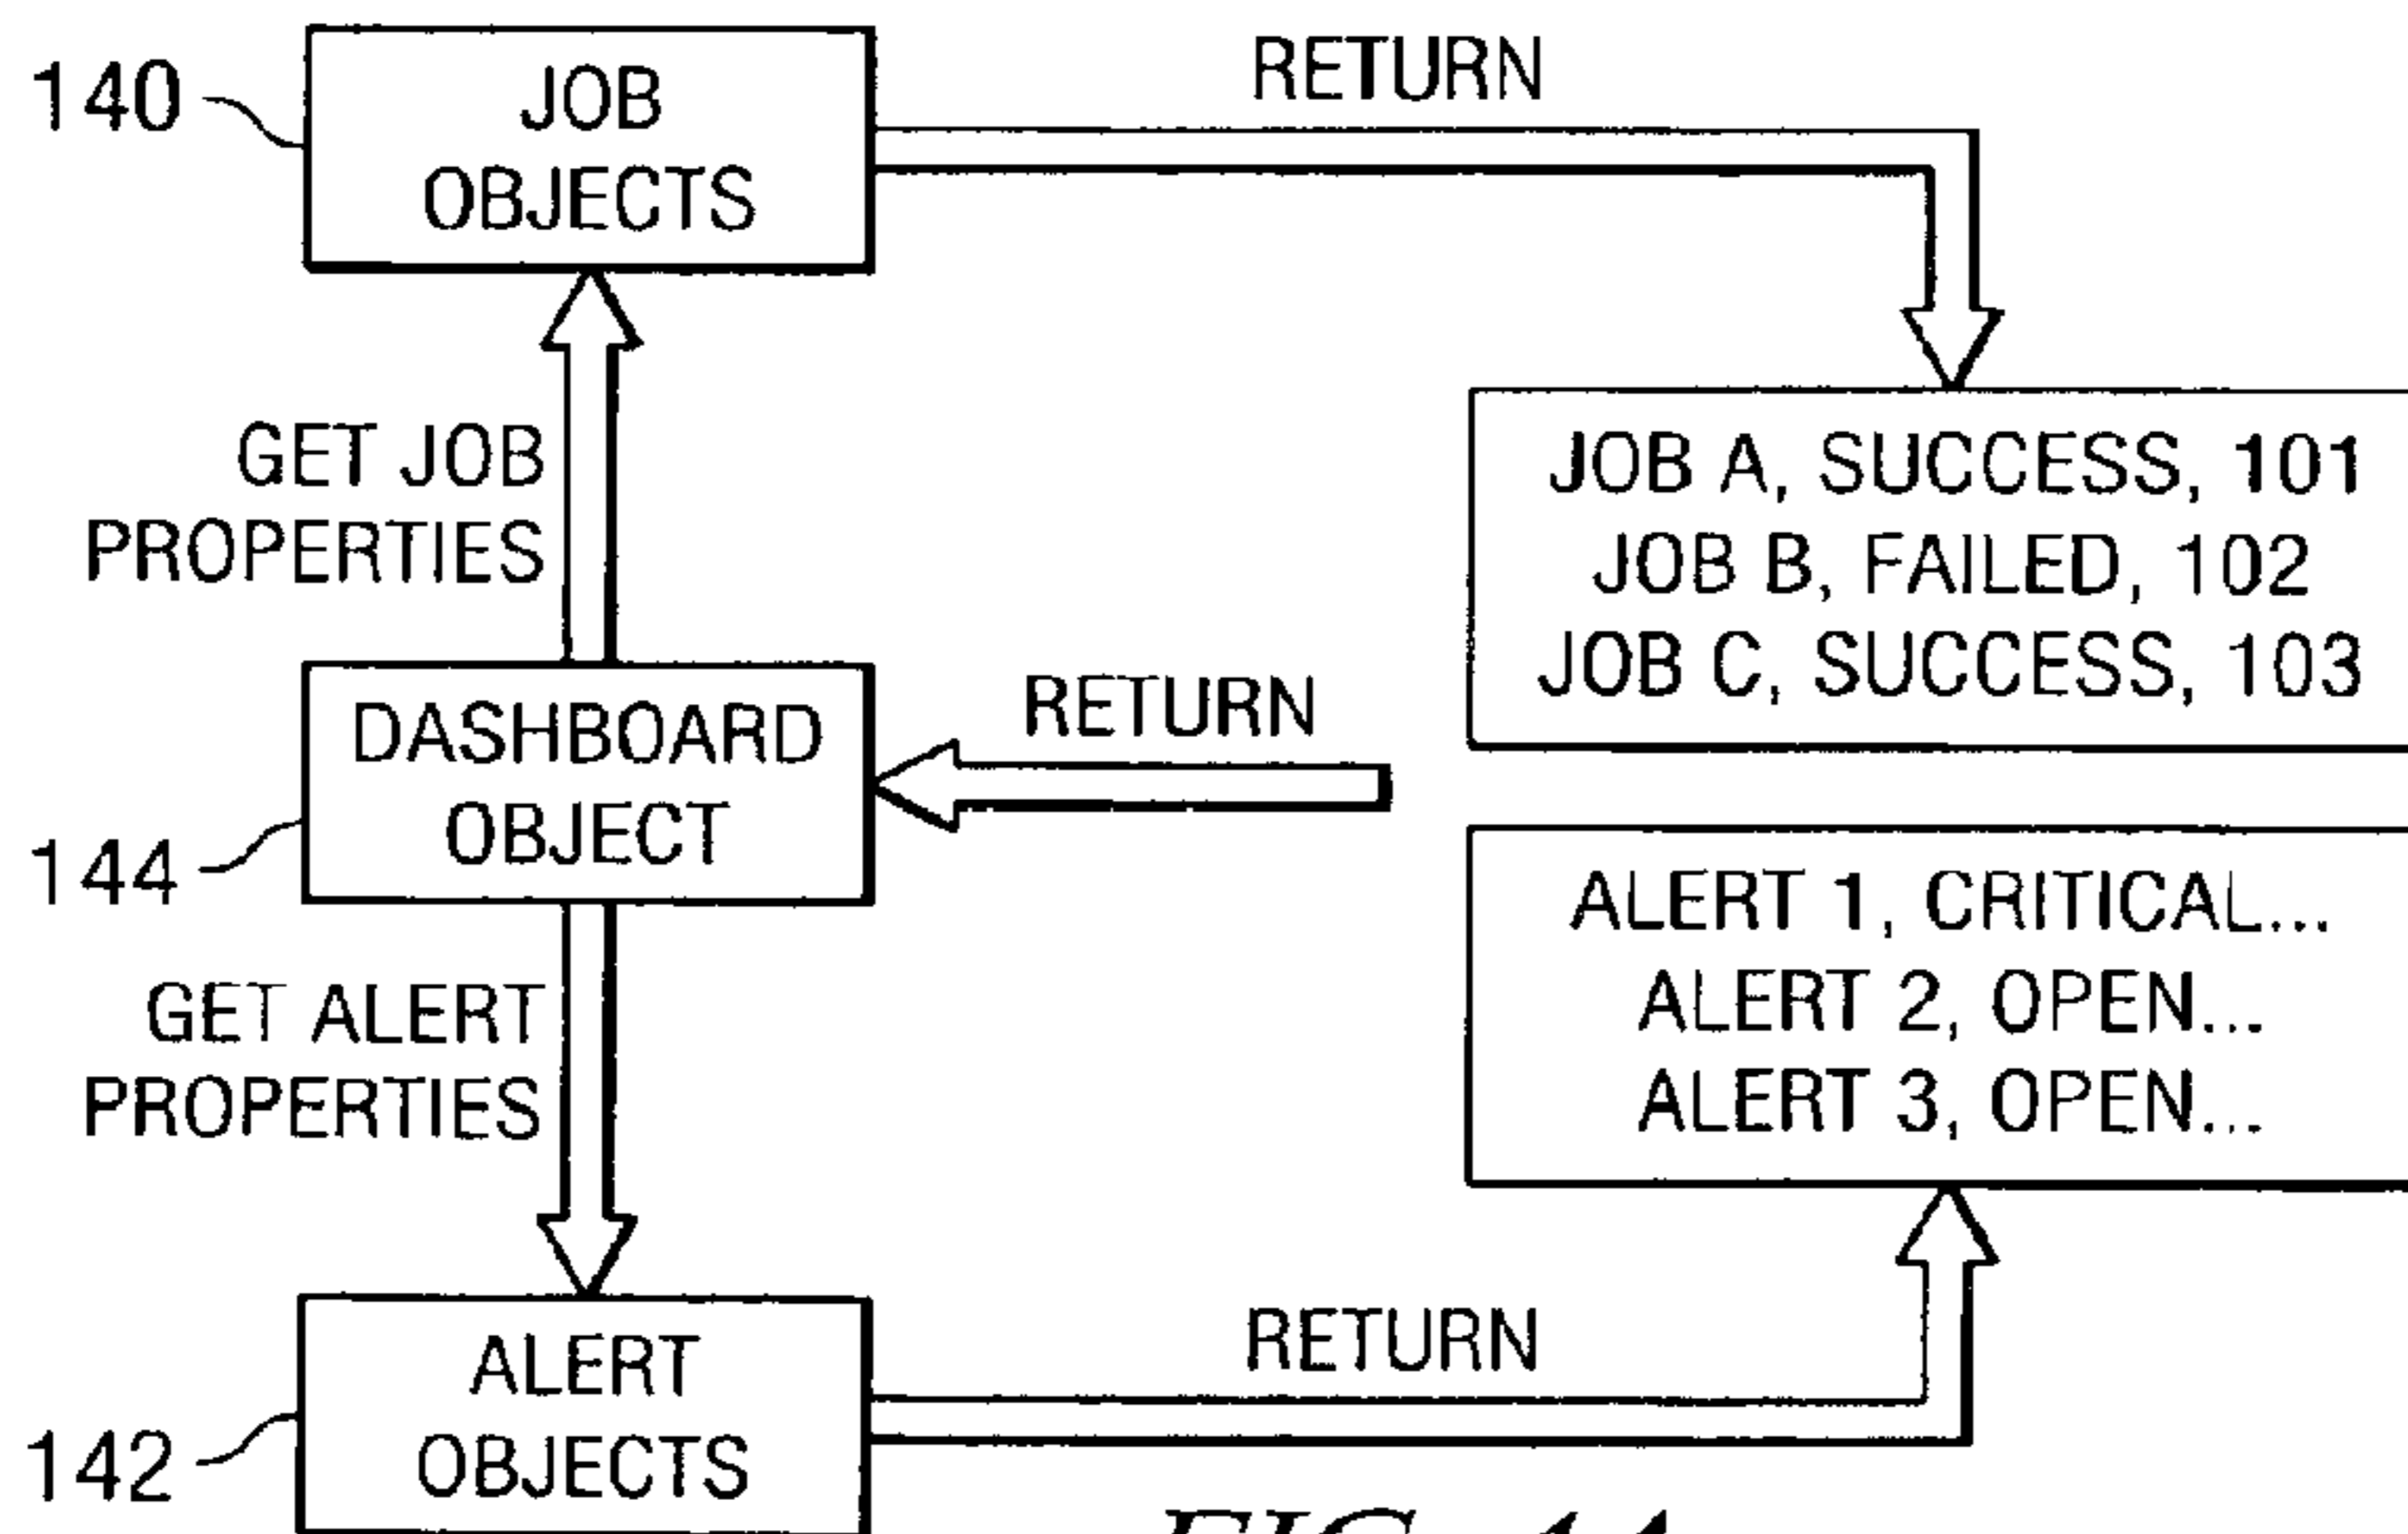 140
JOB
OBJECTS
RETURN
GET JOB
PROPERTIES
JOB A, SUCCESS, 101
JOB B, FAILED, 102
JOB C, SUCCESS, 103
DASHBOARD
OBJECT
144
RETURN
ALERT 1, CRITICAL...
ALERT 2, OPEN...
ALERT 3, OPEN...
GET ALERT
PROPERTIES
ALERT
OBJECTS
142
RETURN